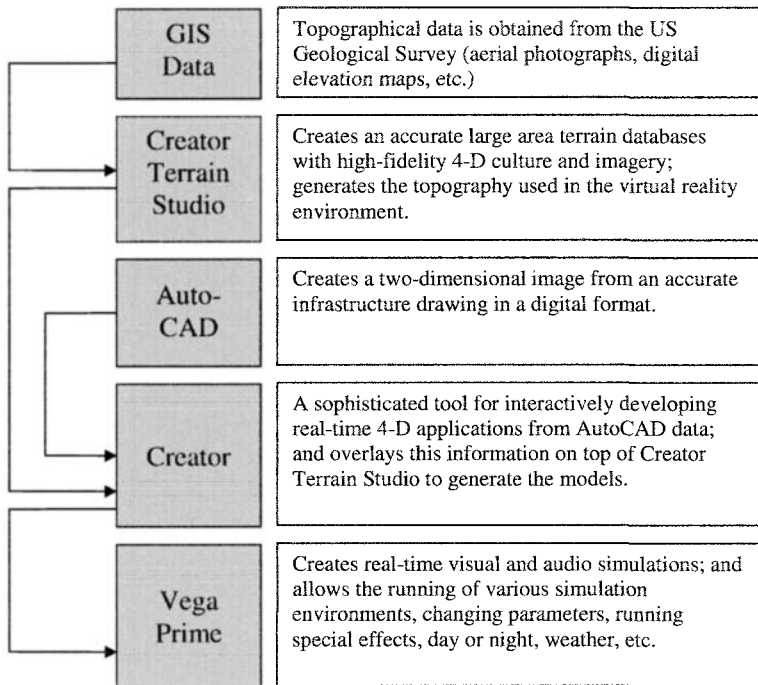 GIS
Data
Topographical data is obtained from the US
Geological Survey (aerial photographs, digital
elevation maps, etc.)
Creator
Terrain
Studio
Creates an accurate large area terrain databases
with high-fidelity 4-D culture and imagery;
generates the topography used in the virtual reality
environment.
Auto-
CAD
Creates a two-dimensional image from an accurate
infrastructure drawing in a digital format.
Creator
A sophisticated tool for interactively developing
real-time 4-D applications from AutoCAD data;
and overlays this information on top of Creator
Terrain Studio to generate the models.
Vega
Prime
Creates real-time visual and audio simulations; and
allows the running of various simulation
environments, changing parameters, running
special effects, day or night, weather, etc.